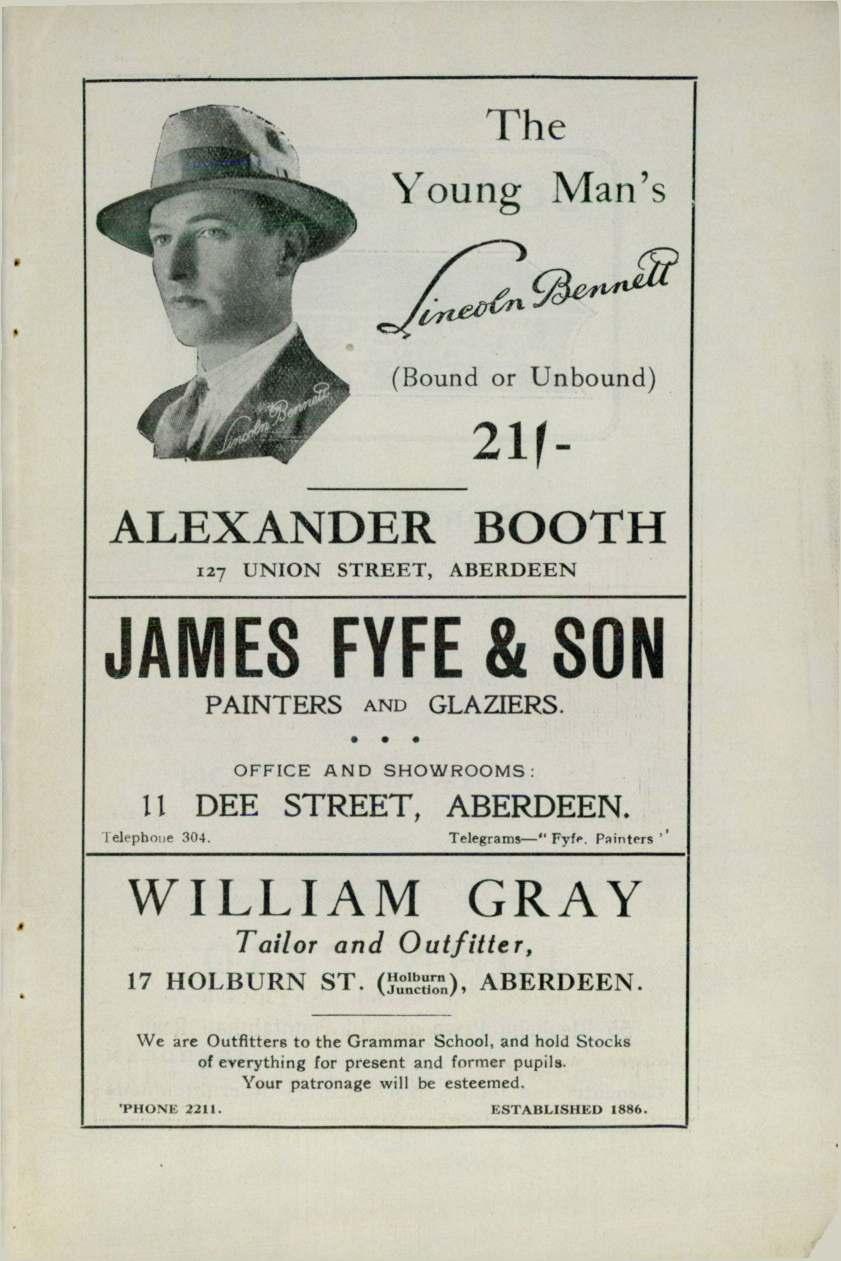 The
Young Man's
Lincoln Bennett
(Bound or Unbound)
21/-
Lincoln Bennett
ALEXANDER BOOTH
127 UNION STREET, ABERDEEN
JAMES FYFE & SON
PAINTERS AND GLAZIERS.
OFFICE AND SHOWROOMS:
11 DEE STREET, ABERDEEN.
Telephone 304. Telegrams—"Fyfe, Painters"
WILLIAM GRAY
Tailor and Outfitter,
17 HOLBURN ST. (Holburn Junction), ABERDEEN.
We are Outfitters to the Grammar School, and hold Stocks
of everything for present and former pupils.
Your patronage will be esteemed.
'PHONE 2211. ESTABLISHED 1886.